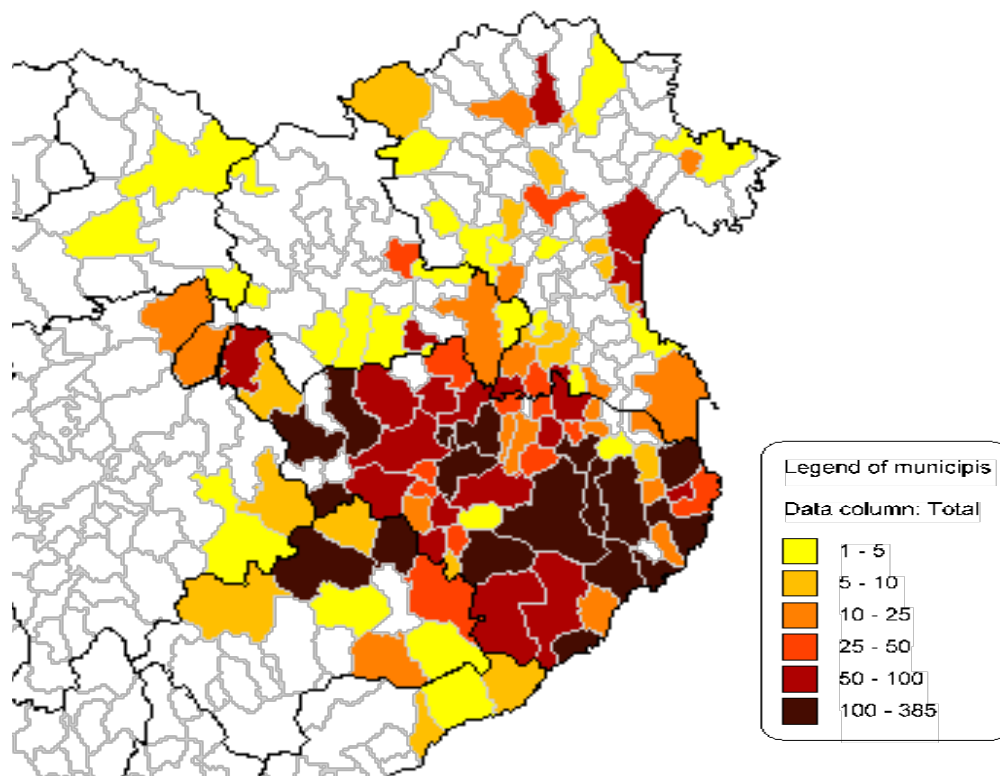 Legend of municipis
Data column: Total
1 - 5
5 - 10
10 - 25
25 - 50
50 - 100
100 - 385